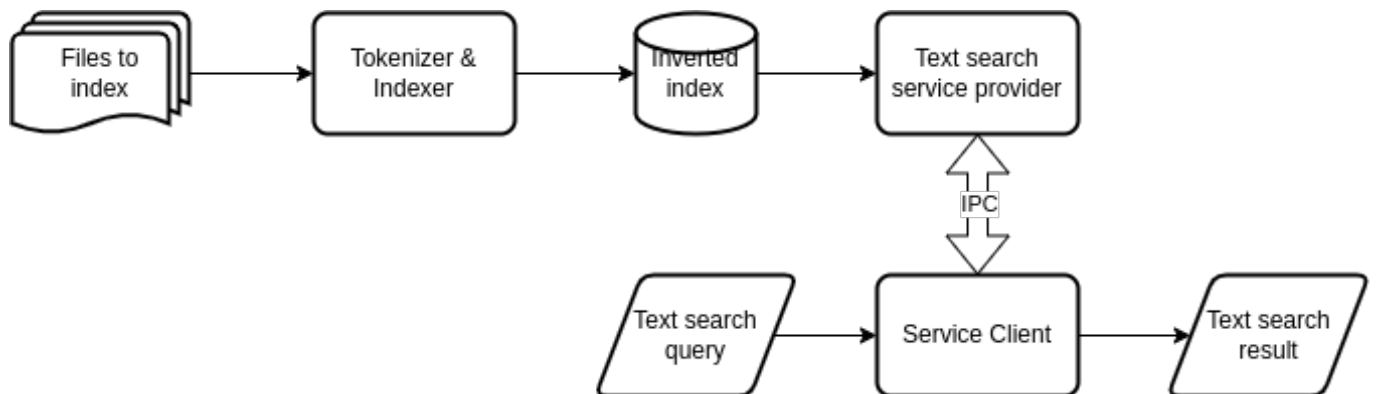 Files to
index
Tokenizer &
Indexer
Inverted
index
Text search
service provider
IPC
Text search
query
Service Client
Text search
result